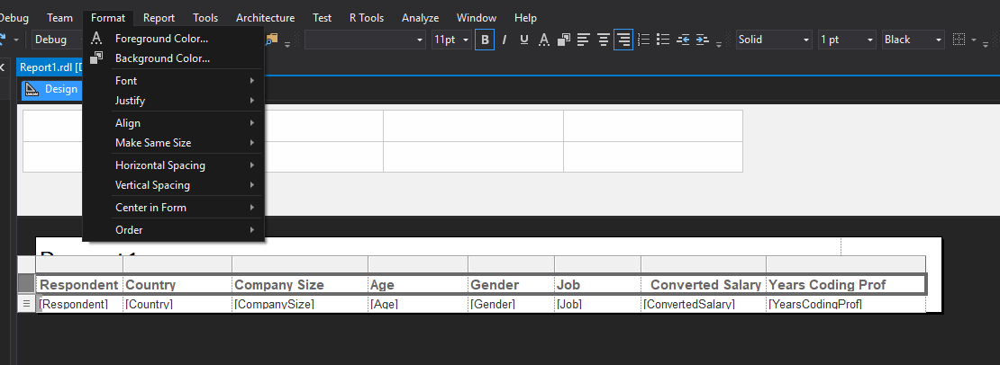 Debug Team Format Report Tools Architecture Test R Tools Analyze Window Help
Debug 11pt B I U A Solid 1 pt Black
Foreground Color...
Background Color...
Report1.rdl [D
Design
Font
Justify
Align
Make Same Size
Horizontal Spacing
Vertical Spacing
Center in Form
Order
Respondent Country Company Size Age Gender Job Converted Salary Years Coding Prof
[Respondent] [Country] [CompanySize] [Age] [Gender] [Job] [ConvertedSalary] [YearsCodingProf]